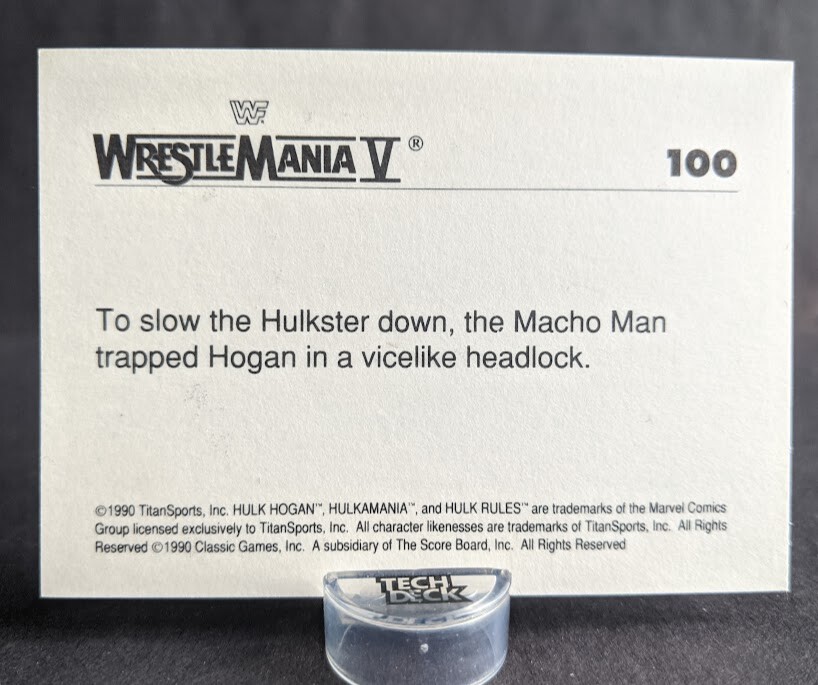 WF
WRESTLEMANIA V ®
100
To slow the Hulkster down, the Macho Man
trapped Hogan in a vicelike headlock.
©1990 TitanSports, Inc. HULK HOGAN™, HULKAMANIA™, and HULK RULES™ are trademarks of the Marvel Comics
Group licensed exclusively to TitanSports, Inc. All character likenesses are trademarks of TitanSports, Inc. All Rights
Reserved ©1990 Classic Games, Inc. A subsidiary of The Score Board, Inc. All Rights Reserved
TECH
DECK